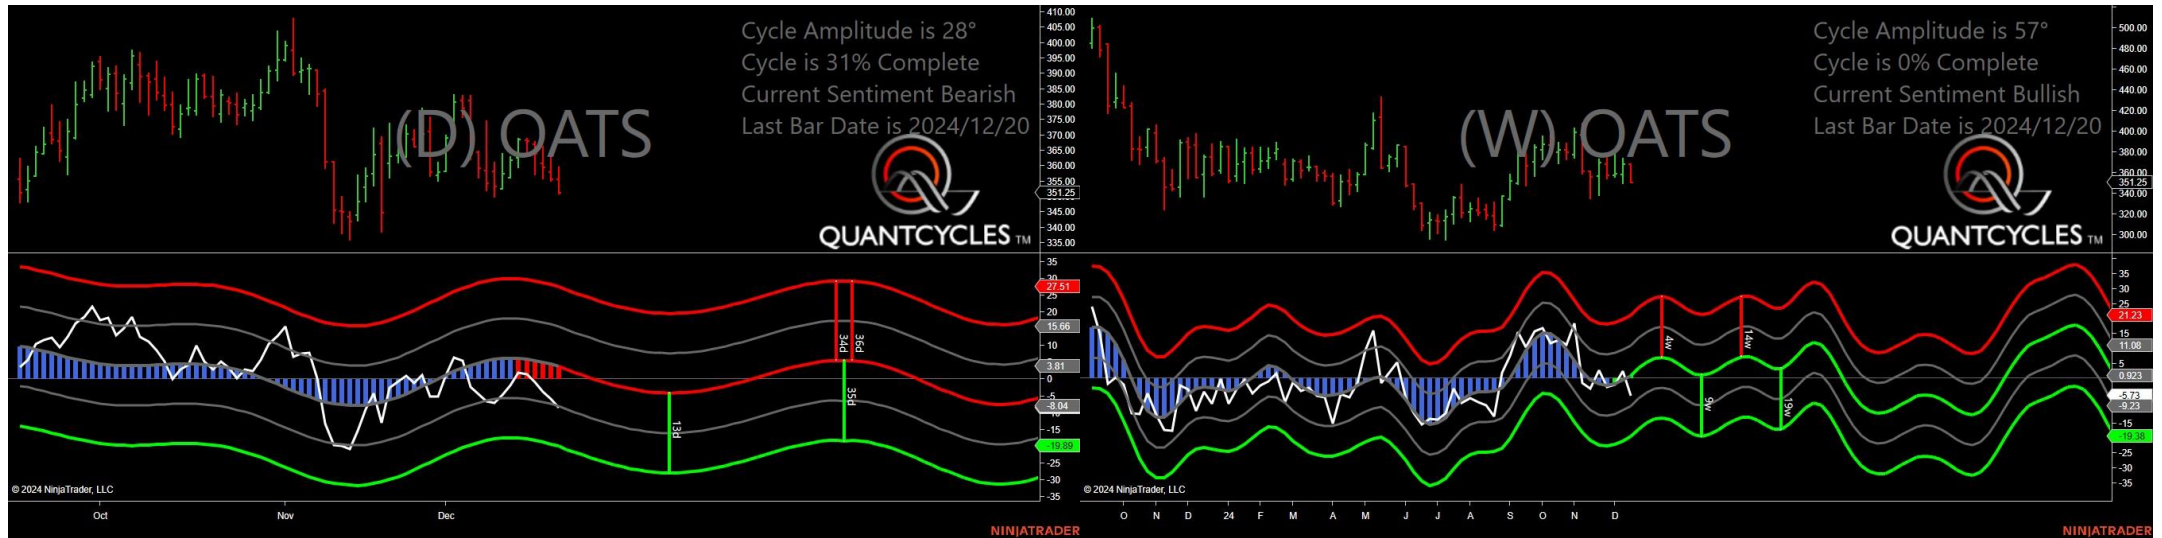 Cycle Amplitude is 28°
Cycle is 31% Complete
Current Sentiment Bearish
Last Bar Date is 2024/12/20
(D) OATS
QUANTCYCLES TM
410.00
405.00
400.00
395.00
390.00
385.00
380.00
375.00
370.00
365.00
360.00
355.00
351.25
345.00
340.00
335.00
35
30
27.51
25
20
15.66
10
5
3.81
0
-5
-8.04
-15
-19.89
-25
-30
-35
34d
36d
35d
13d
© 2024 NinjaTrader, LLC
Oct
Nov
Dec
NINJATRADER
Cycle Amplitude is 57°
Cycle is 0% Complete
Current Sentiment Bullish
Last Bar Date is 2024/12/20
(W) OATS
QUANTCYCLES TM
500.00
480.00
460.00
440.00
420.00
400.00
380.00
360.00
351.25
340.00
320.00
300.00
35
30
25
21.23
15
11.08
5
0.923
-5.73
-9.23
-15
-19.38
-25
-30
-35
4w
14w
9w
19w
© 2024 NinjaTrader, LLC
O N D 24 F M A M J J A S O N D
NINJATRADER